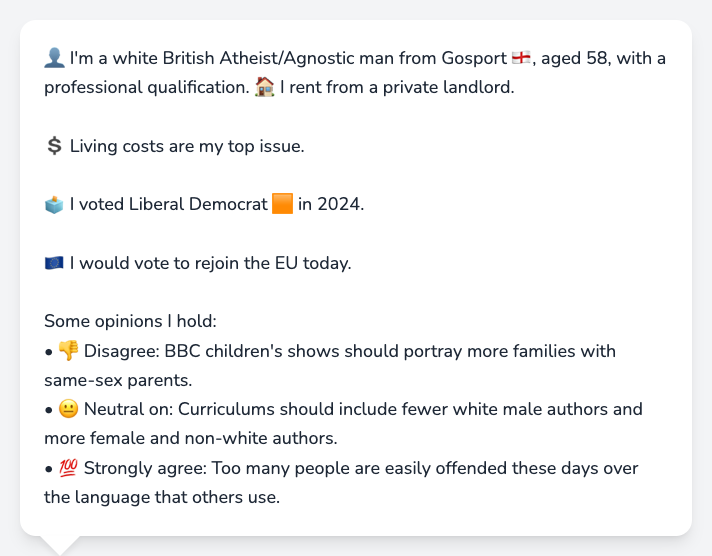 👤 I'm a white British Atheist/Agnostic man from Gosport 🏴󠁧󠁢󠁥󠁮󠁧󠁿, aged 58, with a
professional qualification. 🏠 I rent from a private landlord.
💲 Living costs are my top issue.
🗳️ I voted Liberal Democrat 🟧 in 2024.
🇪🇺 I would vote to rejoin the EU today.
Some opinions I hold:
• 👎 Disagree: BBC children's shows should portray more families with
same-sex parents.
• 😐 Neutral on: Curriculums should include fewer white male authors and
more female and non-white authors.
• 💯 Strongly agree: Too many people are easily offended these days over
the language that others use.